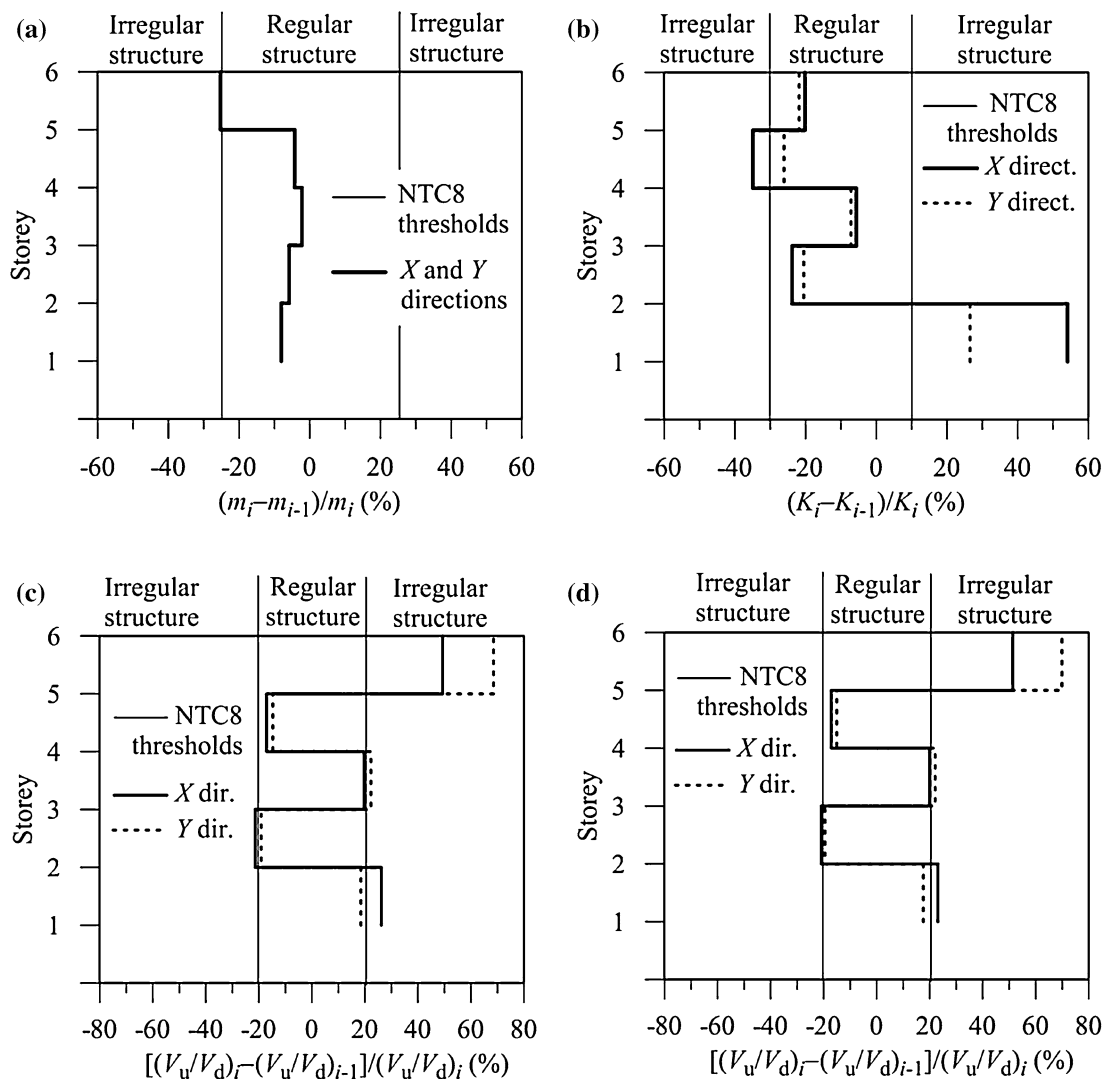 (a)
Irregular structure
Regular structure
Irregular structure
6
5
4
3
2
1
Storey
NTC8
thresholds
X and Y
directions
-60 -40 -20 0 20 40 60
(mi–mi-1)/mi (%)
(b)
Irregular structure
Regular structure
Irregular structure
6
5
4
3
2
1
Storey
NTC8
thresholds
X direct.
Y direct.
-60 -40 -20 0 20 40 60
(Ki–Ki-1)/Ki (%)
(c)
Irregular structure
Regular structure
Irregular structure
6
5
4
3
2
1
Storey
NTC8
thresholds
X dir.
Y dir.
-80 -60 -40 -20 0 20 40 60 80
[(Vu/Vd)i–(Vu/Vd)i-1]/(Vu/Vd)i (%)
(d)
Irregular structure
Regular structure
Irregular structure
6
5
4
3
2
1
Storey
NTC8
thresholds
X dir.
Y dir.
-80 -60 -40 -20 0 20 40 60 80
[(Vu/Vd)i–(Vu/Vd)i-1]/(Vu/Vd)i (%)